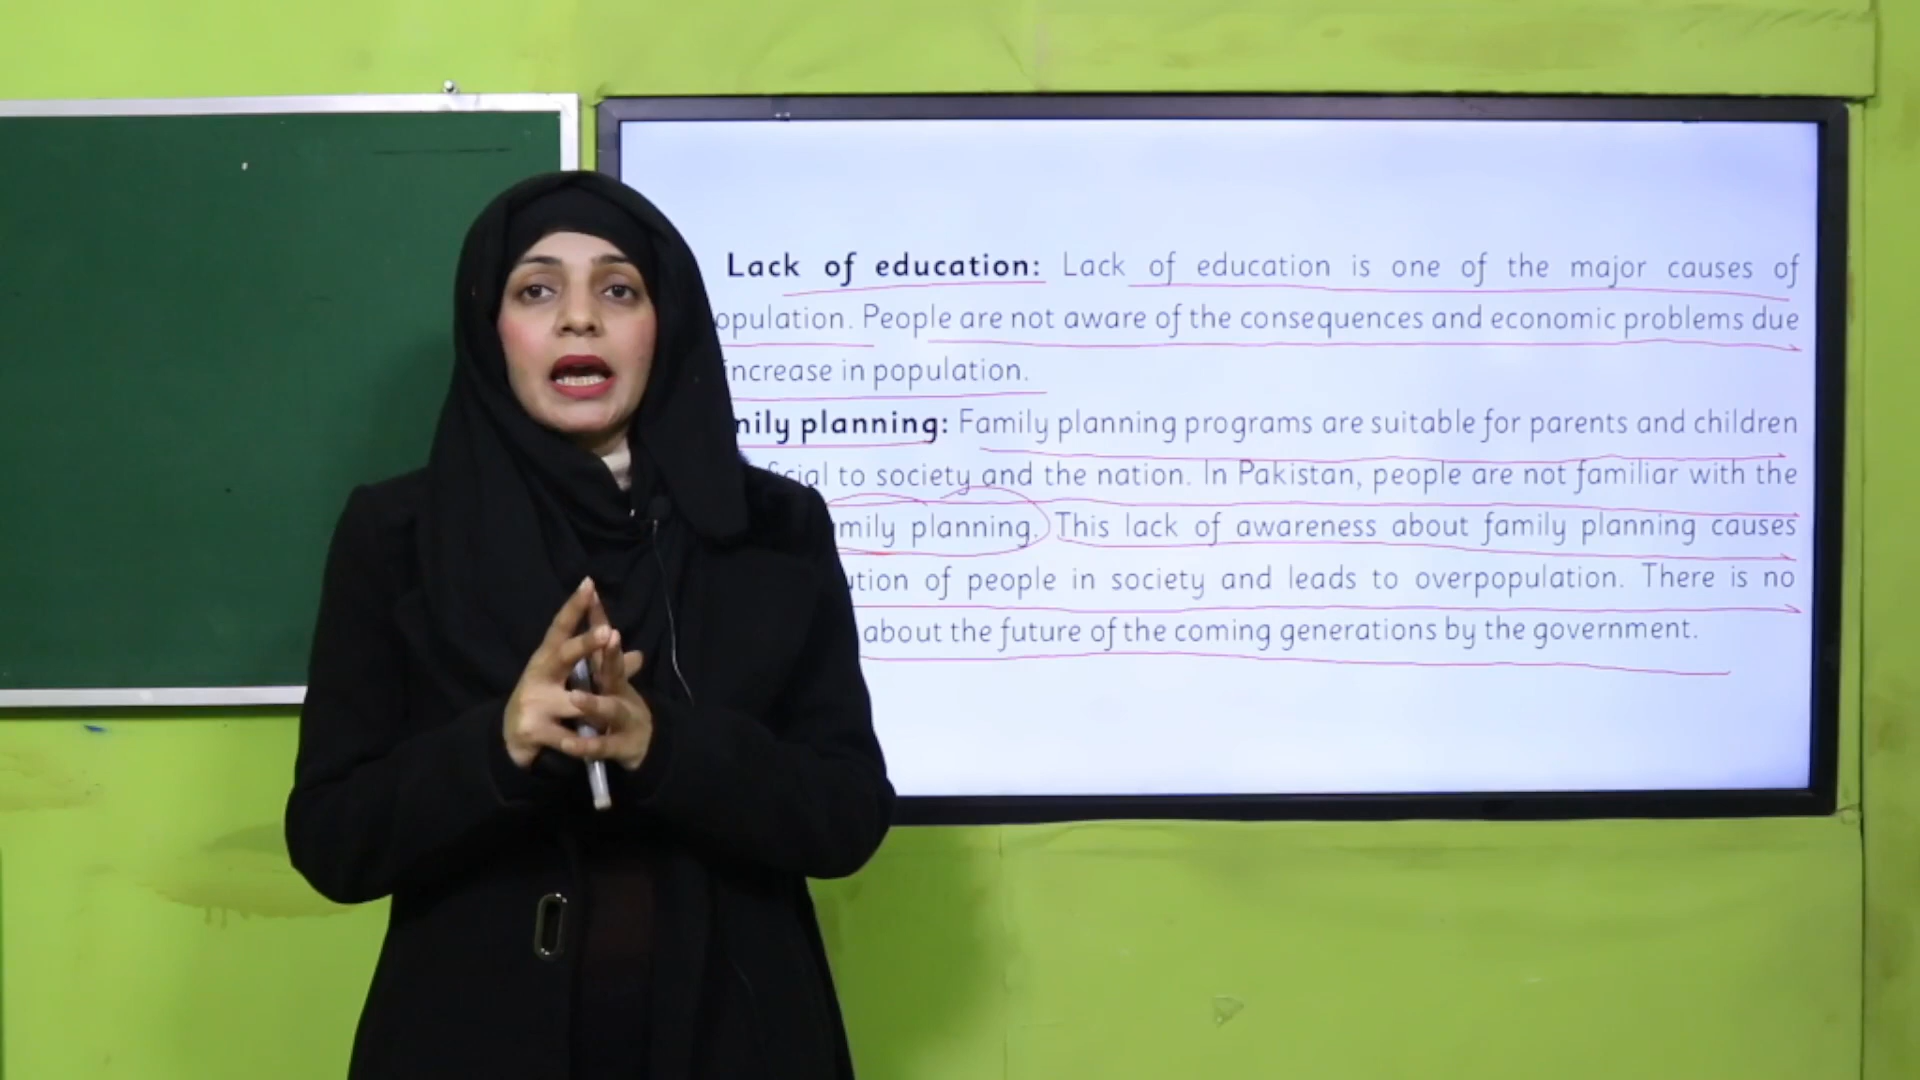 Lack of education: Lack of education is one of the major causes of
opulation. People are not aware of the consequences and economic problems due
increase in population.
mily planning: Family planning programs are suitable for parents and children
ficial to society and the nation. In Pakistan, people are not familiar with the
mily planning. This lack of awareness about family planning causes
ution of people in society and leads to overpopulation. There is no
about the future of the coming generations by the government.